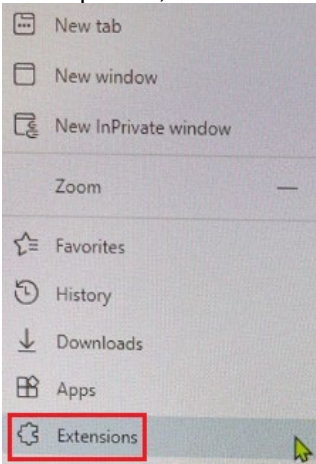 New tab
New window
New InPrivate window
Zoom
Favorites
History
Downloads
Apps
Extensions